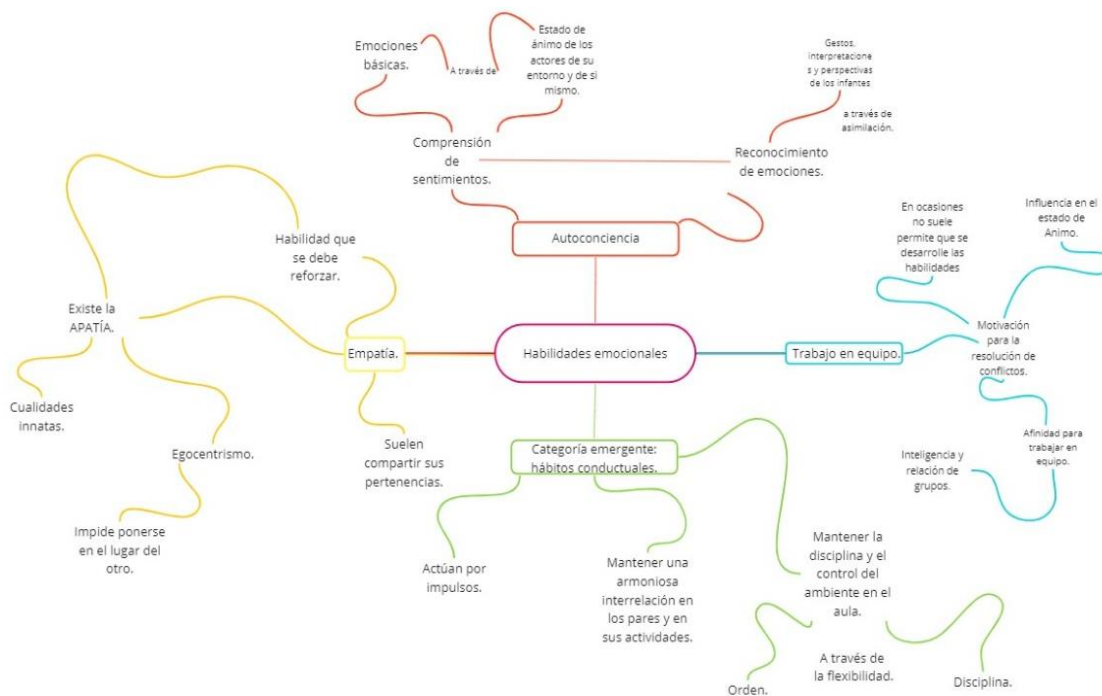 Emociones
básicas.
A través de
Estado de
ánimo de los
actores de su
entorno y de si
mismo.
Gestos,
interpretacione
s y perspectivas
de los infantes
a través de
asimilación.
Comprensión
de
sentimientos.
Reconocimiento
de emociones.
Autoconciencia
Habilidad que
se debe
reforzar.
Existe la
APATÍA.
Empatía.
Cualidades
innatas.
Egocentrismo.
Impide ponerse
en el lugar del
otro.
Suelen
compartir sus
pertenencias.
Habilidades emocionales
Trabajo en equipo.
En ocasiones
no suele
permite que se
desarrolle las
habilidades
Influencia en el
estado de
Animo.
Motivación
para la
resolución de
conflictos.
Afinidad para
trabajar en
equipo.
Inteligencia y
relación de
grupos.
Categoría emergente:
hábitos conductuales.
Actúan por
impulsos.
Mantener una
armoniosa
interrelación en
los pares y en
sus actividades.
Mantener la
disciplina y el
control del
ambiente en el
aula.
A través de
la flexibilidad.
Orden.
Disciplina.